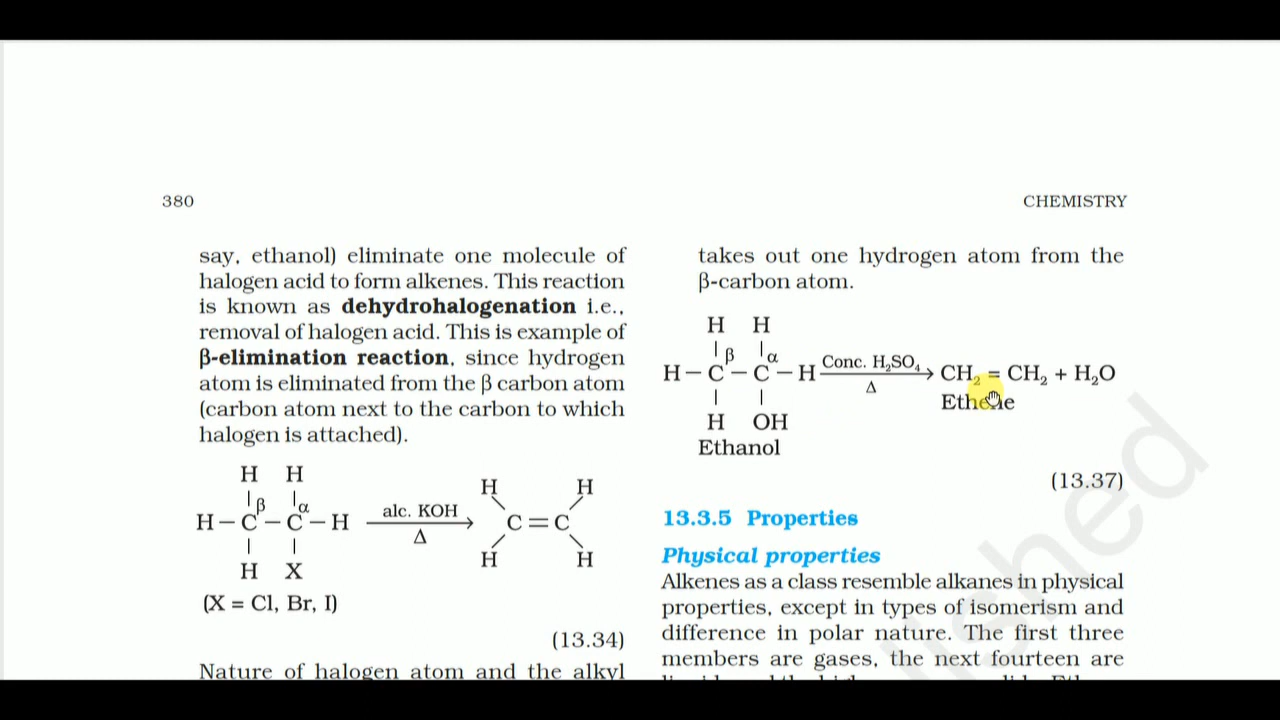 380
CHEMISTRY
say, ethanol) eliminate one molecule of
halogen acid to form alkenes. This reaction
is known as dehydrohalogenation i.e.,
removal of halogen acid. This is example of
β-elimination reaction, since hydrogen
atom is eliminated from the β carbon atom
(carbon atom next to the carbon to which
halogen is attached).
H H
β α
H – C – C – H alc. KOH Δ → H H C = C H H
H X
(X = Cl, Br, I)
(13.34)
Nature of halogen atom and the alkyl
takes out one hydrogen atom from the
β-carbon atom.
H H
β α
H – C – C – H Conc. H₂SO₄ Δ → CH₂ = CH₂ + H₂O
Ethene
H OH
Ethanol
(13.37)
13.3.5 Properties
Physical properties
Alkenes as a class resemble alkanes in physical
properties, except in types of isomerism and
difference in polar nature. The first three
members are gases, the next fourteen are